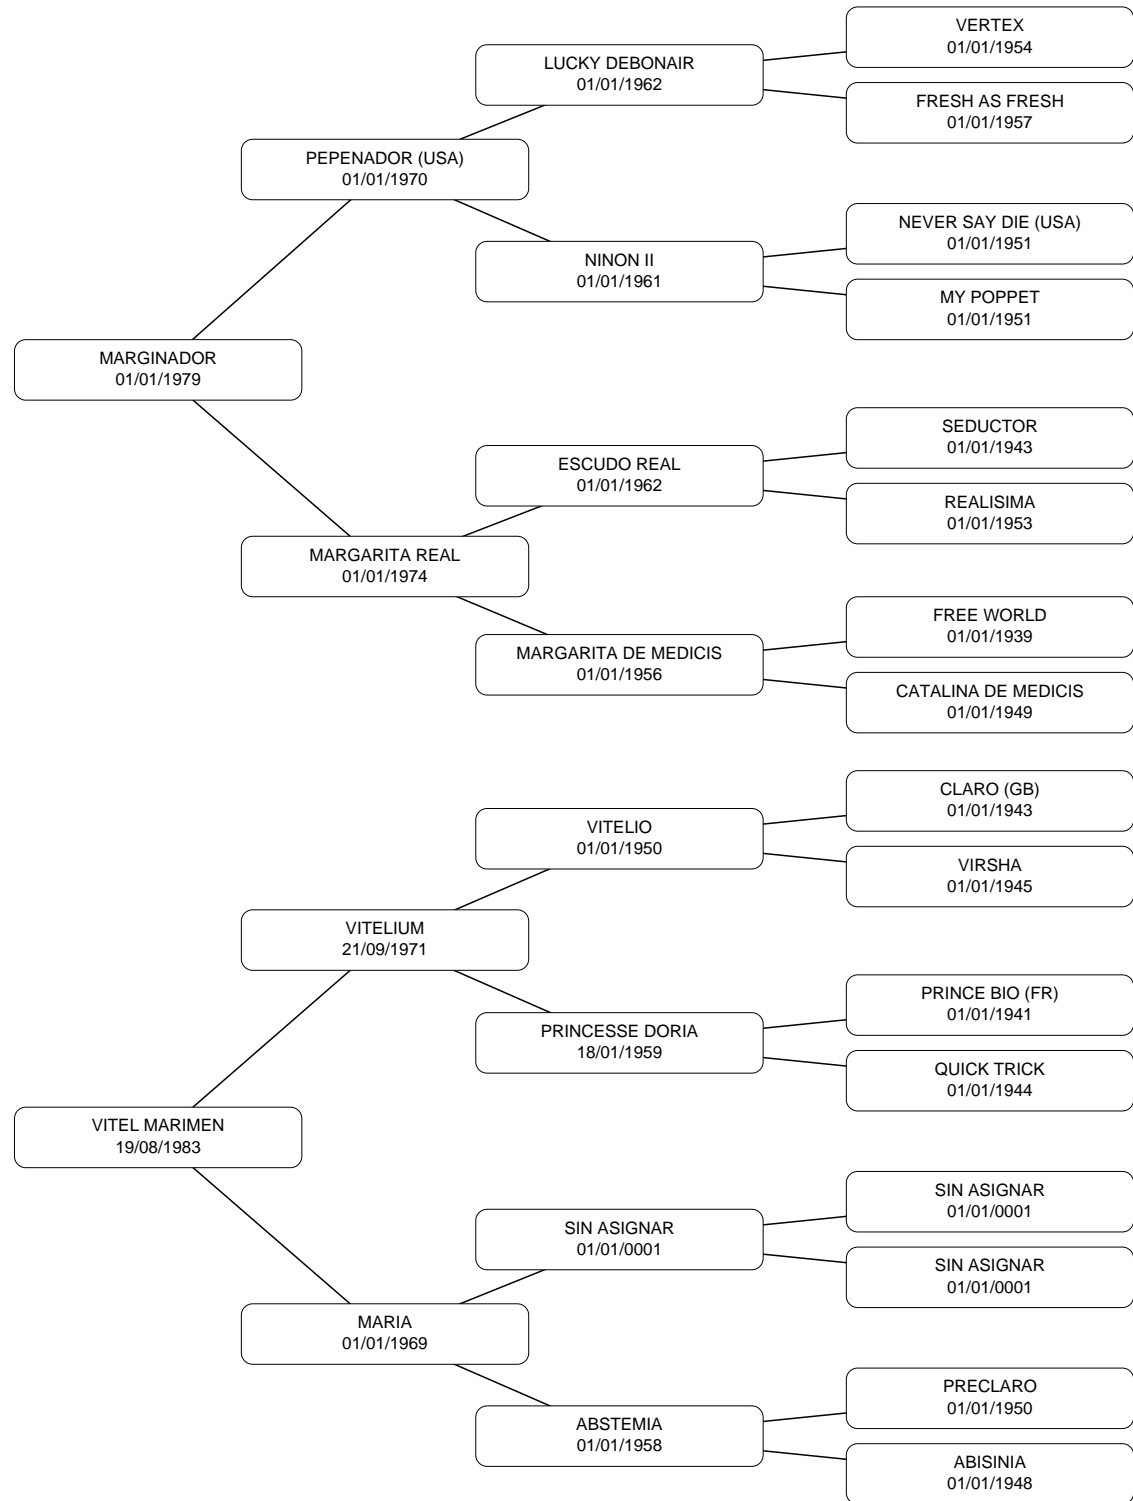 VERTEX
01/01/1954
LUCKY DEBONAIR
01/01/1962
FRESH AS FRESH
01/01/1957
PEPENADOR (USA)
01/01/1970
NEVER SAY DIE (USA)
01/01/1951
NINON II
01/01/1961
MY POPPET
01/01/1951
MARGINADOR
01/01/1979
SEDUCTOR
01/01/1943
ESCUDO REAL
01/01/1962
REALISIMA
01/01/1953
MARGARITA REAL
01/01/1974
FREE WORLD
01/01/1939
MARGARITA DE MEDICIS
01/01/1956
CATALINA DE MEDICIS
01/01/1949
CLARO (GB)
01/01/1943
VITELIO
01/01/1950
VIRSHA
01/01/1945
VITELIUM
21/09/1971
PRINCE BIO (FR)
01/01/1941
PRINCESSE DORIA
18/01/1959
QUICK TRICK
01/01/1944
VITEL MARIMEN
19/08/1983
SIN ASIGNAR
01/01/0001
SIN ASIGNAR
01/01/0001
SIN ASIGNAR
01/01/0001
MARIA
01/01/1969
PRECLARO
01/01/1950
ABSTEMIA
01/01/1958
ABISINIA
01/01/1948